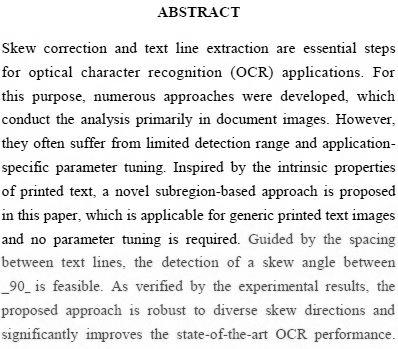 ABSTRACT
Skew correction and text line extraction are essential steps
for optical character recognition (OCR) applications. For
this purpose, numerous approaches were developed, which
conduct the analysis primarily in document images. However,
they often suffer from limited detection range and application-
specific parameter tuning. Inspired by the intrinsic properties
of printed text, a novel subregion-based approach is proposed
in this paper, which is applicable for generic printed text images
and no parameter tuning is required. Guided by the spacing
between text lines, the detection of a skew angle between
_90_ is feasible. As verified by the experimental results, the
proposed approach is robust to diverse skew directions and
significantly improves the state-of-the-art OCR performance.